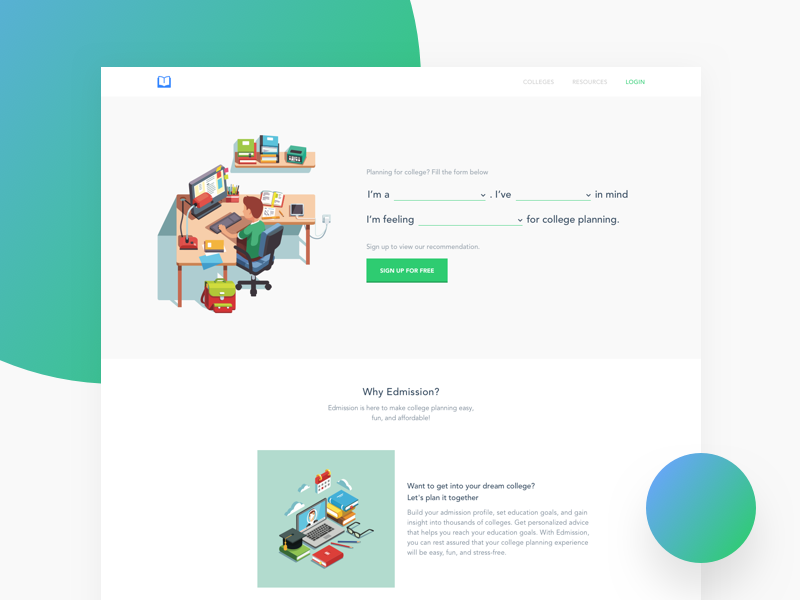 COLLEGES RESOURCES LOGIN
Planning for college? Fill the form below
I'm a . I've in mind
I'm feeling for college planning.
Sign up to view our recommendation.
SIGN UP FOR FREE
Why Edmission?
Edmission is here to make college planning easy,
fun, and affordable!
Want to get into your dream college?
Let's plan it together
Build your admission profile, set education goals, and gain
insight into thousands of colleges. Get personalized advice
that helps you reach your education goals. With Edmission,
you can rest assured that your college planning experience
will be easy, fun, and stress-free.